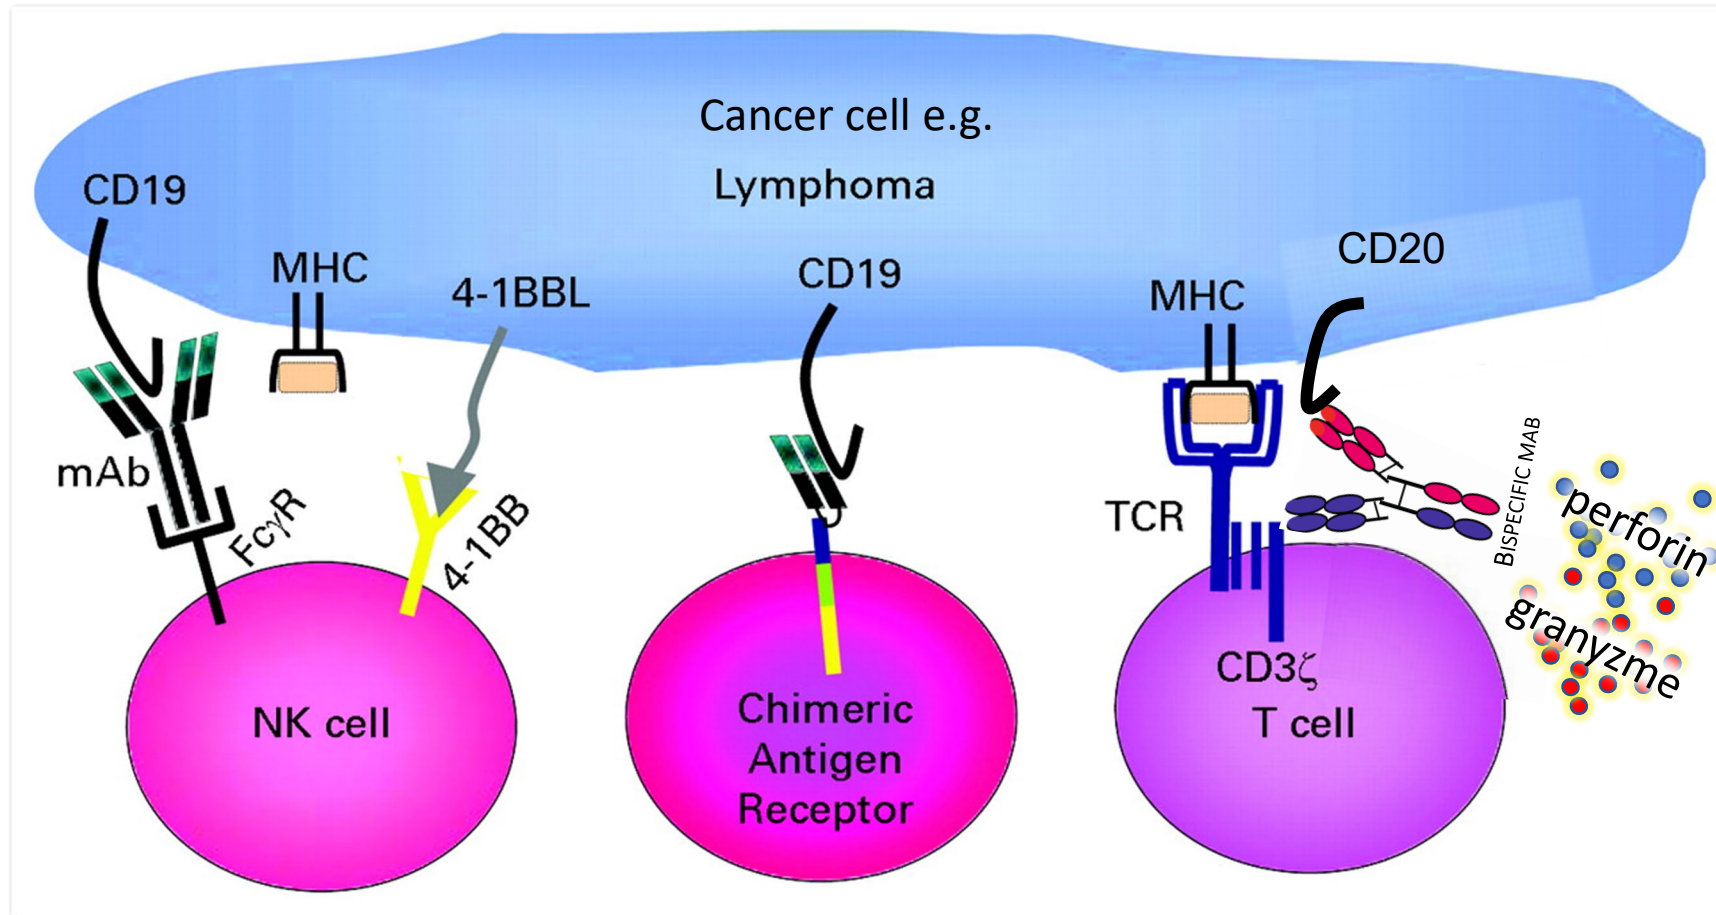 Cancer cell e.g.
Lymphoma
CD19
MHC
4-1BBL
CD19
MHC
CD20
mAb
FcγR
4-1BB
TCR
BISPECIFIC MAB
perforin
granyzme
CD3ζ
NK cell
Chimeric
Antigen
Receptor
T cell